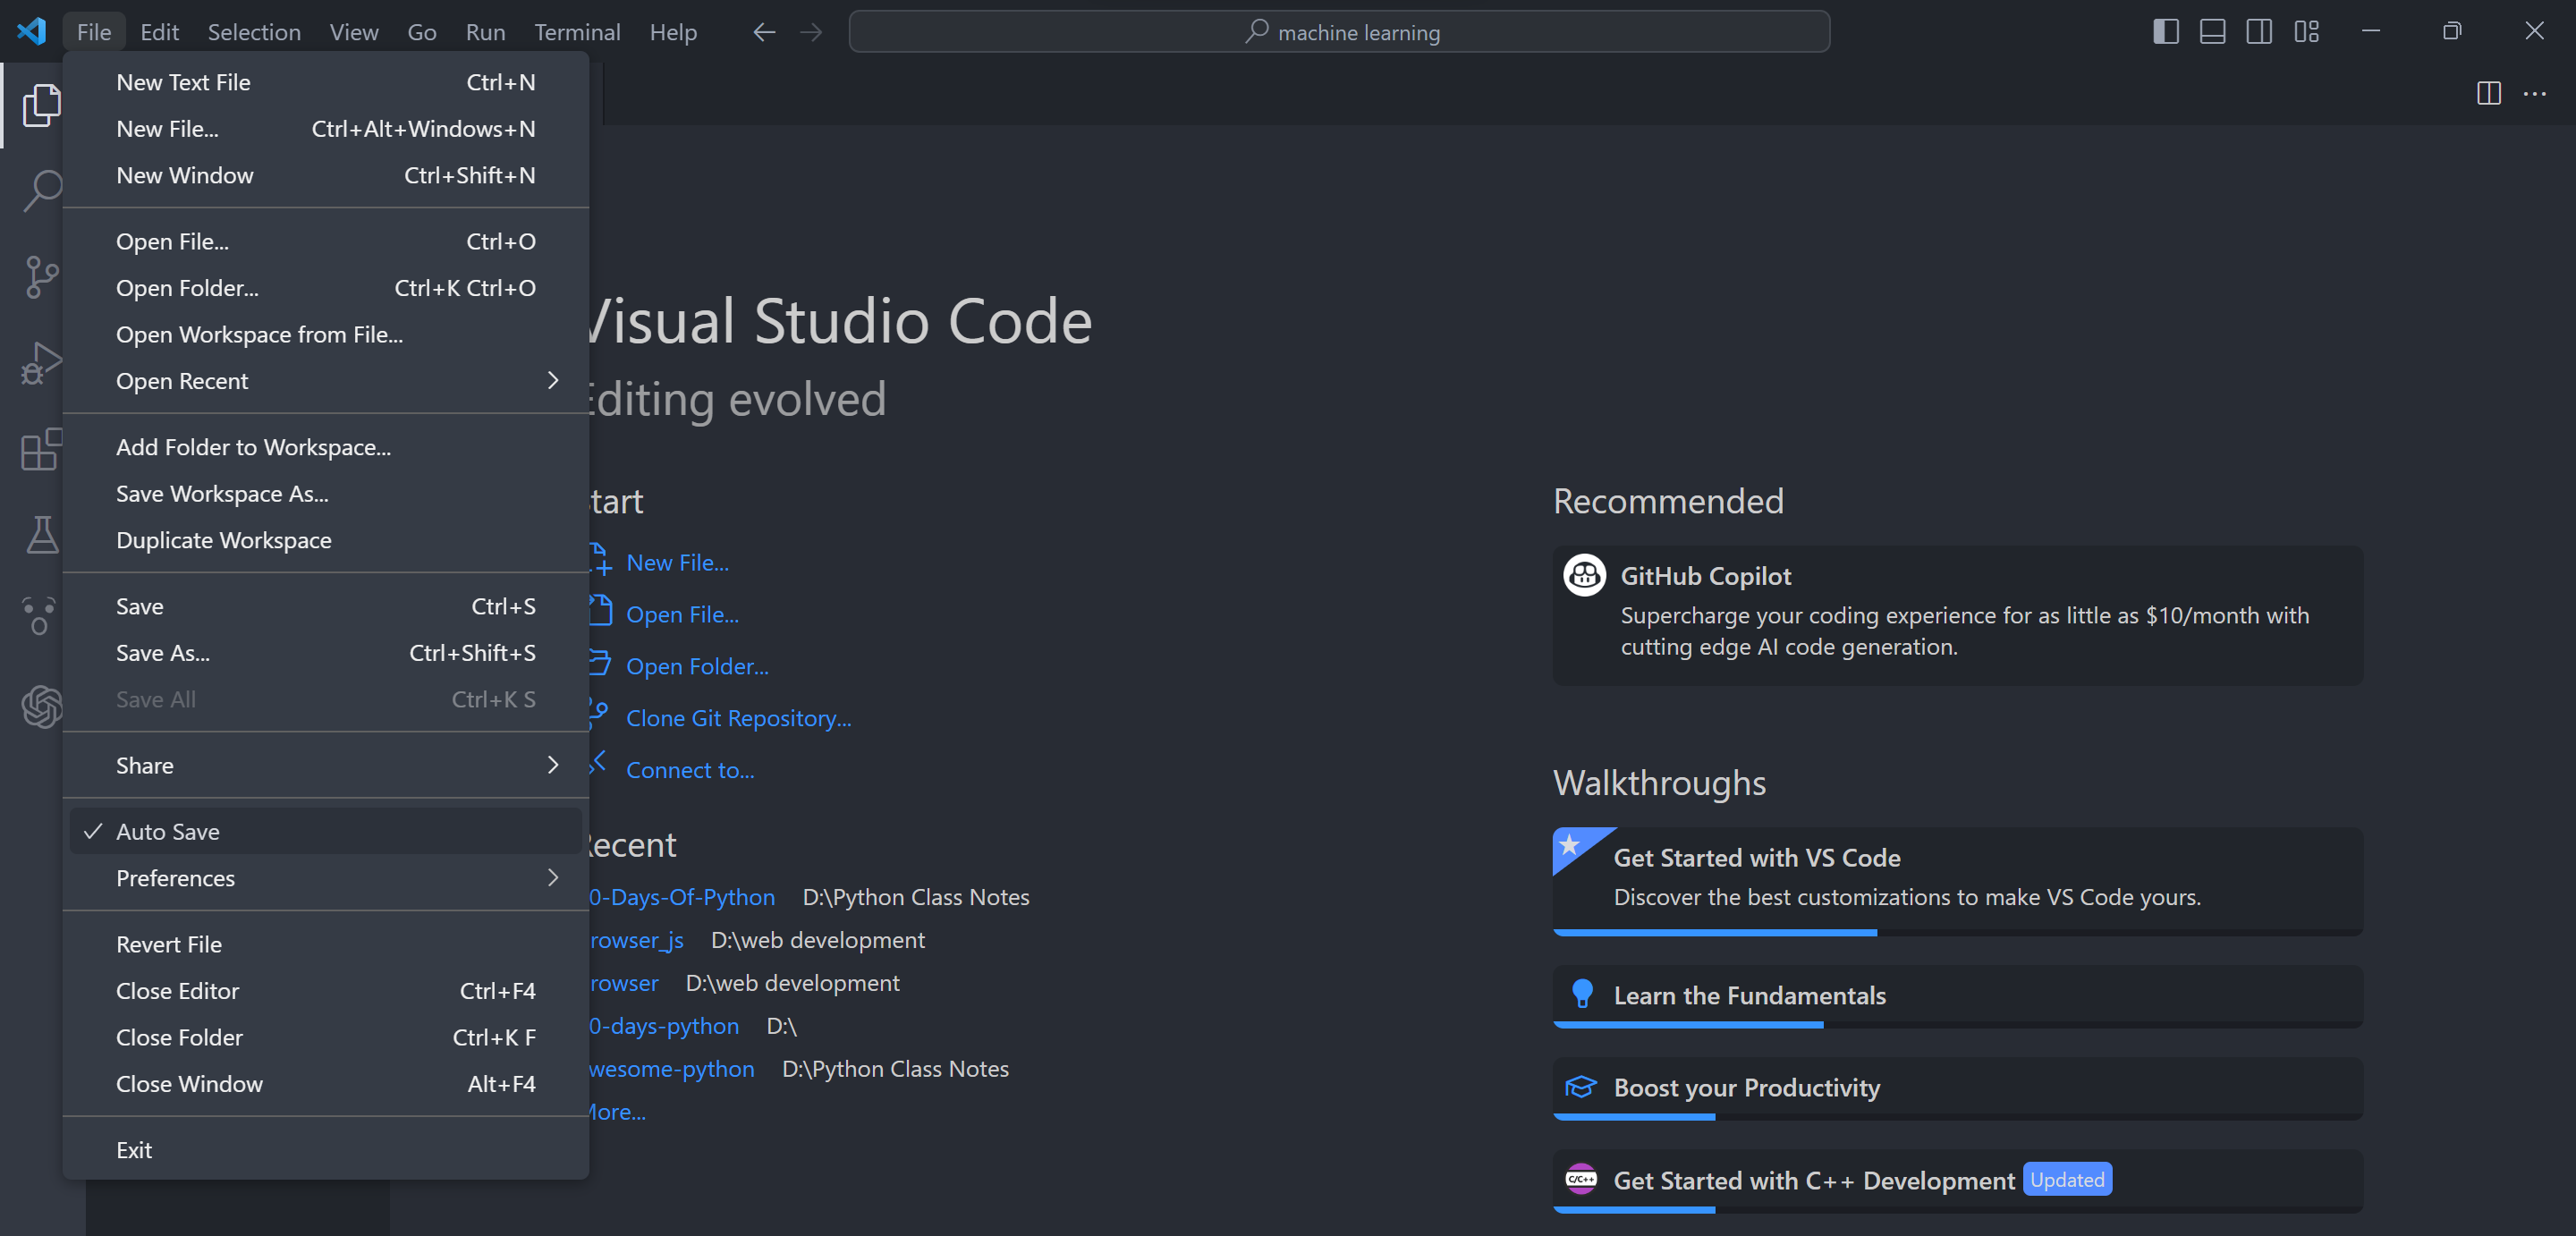 File Edit Selection View Go Run Terminal Help machine learning
New Text File Ctrl+N
New File... Ctrl+Alt+Windows+N
New Window Ctrl+Shift+N
Open File... Ctrl+O
Open Folder... Ctrl+K Ctrl+O
Open Workspace from File...
Open Recent
Add Folder to Workspace...
Save Workspace As...
Duplicate Workspace
Save Ctrl+S
Save As... Ctrl+Shift+S
Save All Ctrl+K S
Share
Auto Save
Preferences
Revert File
Close Editor Ctrl+F4
Close Folder Ctrl+K F
Close Window Alt+F4
Exit
Visual Studio Code
Editing evolved
tart
New File...
Open File...
Open Folder...
Clone Git Repository...
Connect to...
Recent
0-Days-Of-Python D:\Python Class Notes
rowser_js D:\web development
rowser D:\web development
0-days-python D:\
wesome-python D:\Python Class Notes
More...
Recommended
GitHub Copilot
Supercharge your coding experience for as little as $10/month with
cutting edge AI code generation.
Walkthroughs
Get Started with VS Code
Discover the best customizations to make VS Code yours.
Learn the Fundamentals
Boost your Productivity
C/C++ Get Started with C++ Development Updated